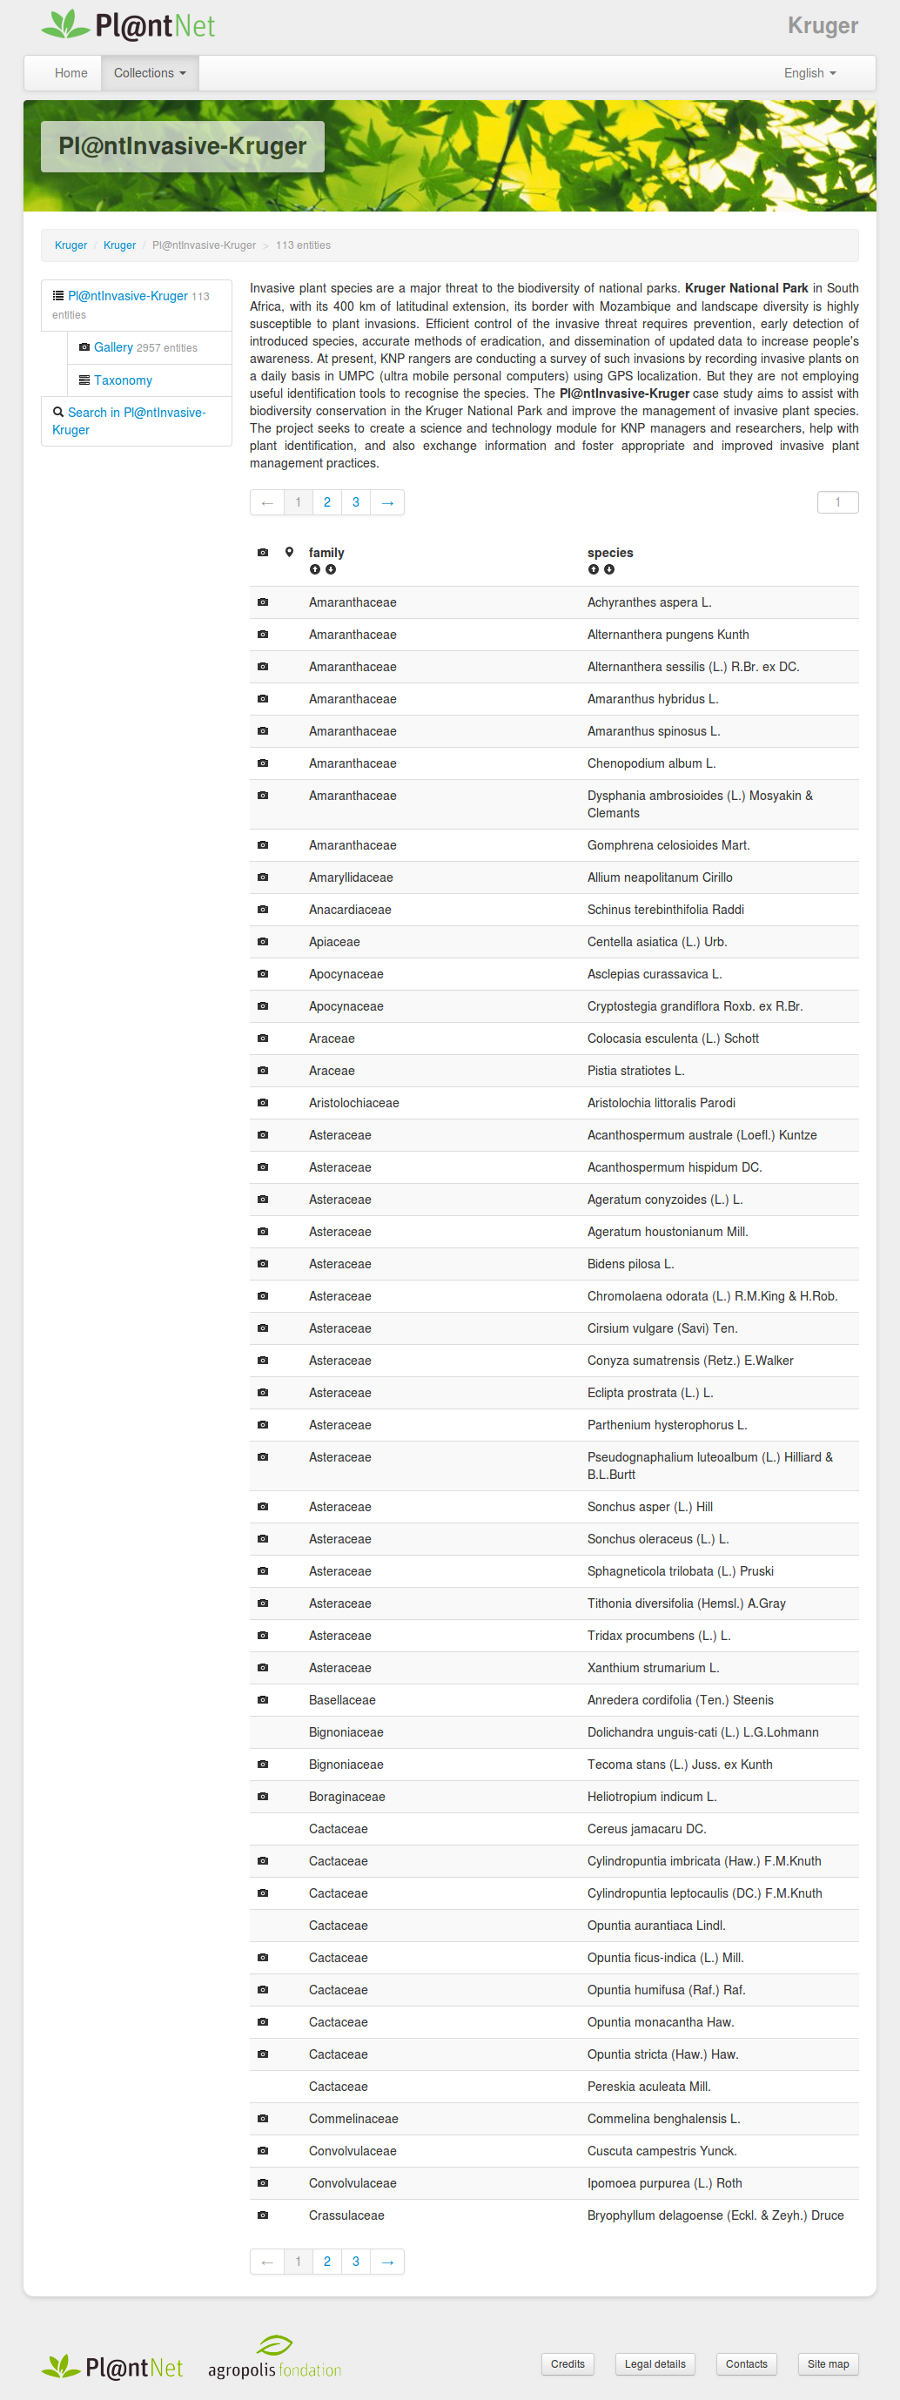 Pl@ntNet
Kruger
Home Collections English
Pl@ntInvasive-Kruger
Kruger / Kruger / Pl@ntInvasive-Kruger > 113 entities
Pl@ntInvasive-Kruger 113
entities
Gallery 2957 entities
Taxonomy
Search in Pl@ntInvasive-
Kruger
Invasive plant species are a major threat to the biodiversity of national parks. Kruger National Park in South
Africa, with its 400 km of latitudinal extension, its border with Mozambique and landscape diversity is highly
susceptible to plant invasions. Efficient control of the invasive threat requires prevention, early detection of
introduced species, accurate methods of eradication, and dissemination of updated data to increase people's
awareness. At present, KNP rangers are conducting a survey of such invasions by recording invasive plants on
a daily basis in UMPC (ultra mobile personal computers) using GPS localization. But they are not employing
useful identification tools to recognise the species. The Pl@ntInvasive-Kruger case study aims to assist with
biodiversity conservation in the Kruger National Park and improve the management of invasive plant species.
The project seeks to create a science and technology module for KNP managers and researchers, help with
plant identification, and also exchange information and foster appropriate and improved invasive plant
management practices.
← 1 2 3 → 1
family species
Amaranthaceae Achyranthes aspera L.
Amaranthaceae Alternanthera pungens Kunth
Amaranthaceae Alternanthera sessilis (L.) R.Br. ex DC.
Amaranthaceae Amaranthus hybridus L.
Amaranthaceae Amaranthus spinosus L.
Amaranthaceae Chenopodium album L.
Amaranthaceae Dysphania ambrosioides (L.) Mosyakin &
Clemants
Amaranthaceae Gomphrena celosioides Mart.
Amaryllidaceae Allium neapolitanum Cirillo
Anacardiaceae Schinus terebinthifolia Raddi
Apiaceae Centella asiatica (L.) Urb.
Apocynaceae Asclepias curassavica L.
Apocynaceae Cryptostegia grandiflora Roxb. ex R.Br.
Araceae Colocasia esculenta (L.) Schott
Araceae Pistia stratiotes L.
Aristolochiaceae Aristolochia littoralis Parodi
Asteraceae Acanthospermum australe (Loefl.) Kuntze
Asteraceae Acanthospermum hispidum DC.
Asteraceae Ageratum conyzoides (L.) L.
Asteraceae Ageratum houstonianum Mill.
Asteraceae Bidens pilosa L.
Asteraceae Chromolaena odorata (L.) R.M.King & H.Rob.
Asteraceae Cirsium vulgare (Savi) Ten.
Asteraceae Conyza sumatrensis (Retz.) E.Walker
Asteraceae Eclipta prostrata (L.) L.
Asteraceae Parthenium hysterophorus L.
Asteraceae Pseudognaphalium luteoalbum (L.) Hilliard &
B.L.Burtt
Asteraceae Sonchus asper (L.) Hill
Asteraceae Sonchus oleraceus (L.) L.
Asteraceae Sphagneticola trilobata (L.) Pruski
Asteraceae Tithonia diversifolia (Hemsl.) A.Gray
Asteraceae Tridax procumbens (L.) L.
Asteraceae Xanthium strumarium L.
Basellaceae Anredera cordifolia (Ten.) Steenis
Bignoniaceae Dolichandra unguis-cati (L.) L.G.Lohmann
Bignoniaceae Tecoma stans (L.) Juss. ex Kunth
Boraginaceae Heliotropium indicum L.
Cactaceae Cereus jamacaru DC.
Cactaceae Cylindropuntia imbricata (Haw.) F.M.Knuth
Cactaceae Cylindropuntia leptocaulis (DC.) F.M.Knuth
Cactaceae Opuntia aurantiaca Lindl.
Cactaceae Opuntia ficus-indica (L.) Mill.
Cactaceae Opuntia humifusa (Raf.) Raf.
Cactaceae Opuntia monacantha Haw.
Cactaceae Opuntia stricta (Haw.) Haw.
Cactaceae Pereskia aculeata Mill.
Commelinaceae Commelina benghalensis L.
Convolvulaceae Cuscuta campestris Yunck.
Convolvulaceae Ipomoea purpurea (L.) Roth
Crassulaceae Bryophyllum delagoense (Eckl. & Zeyh.) Druce
← 1 2 3 →
Pl@ntNet agropolis fondation Credits Legal details Contacts Site map